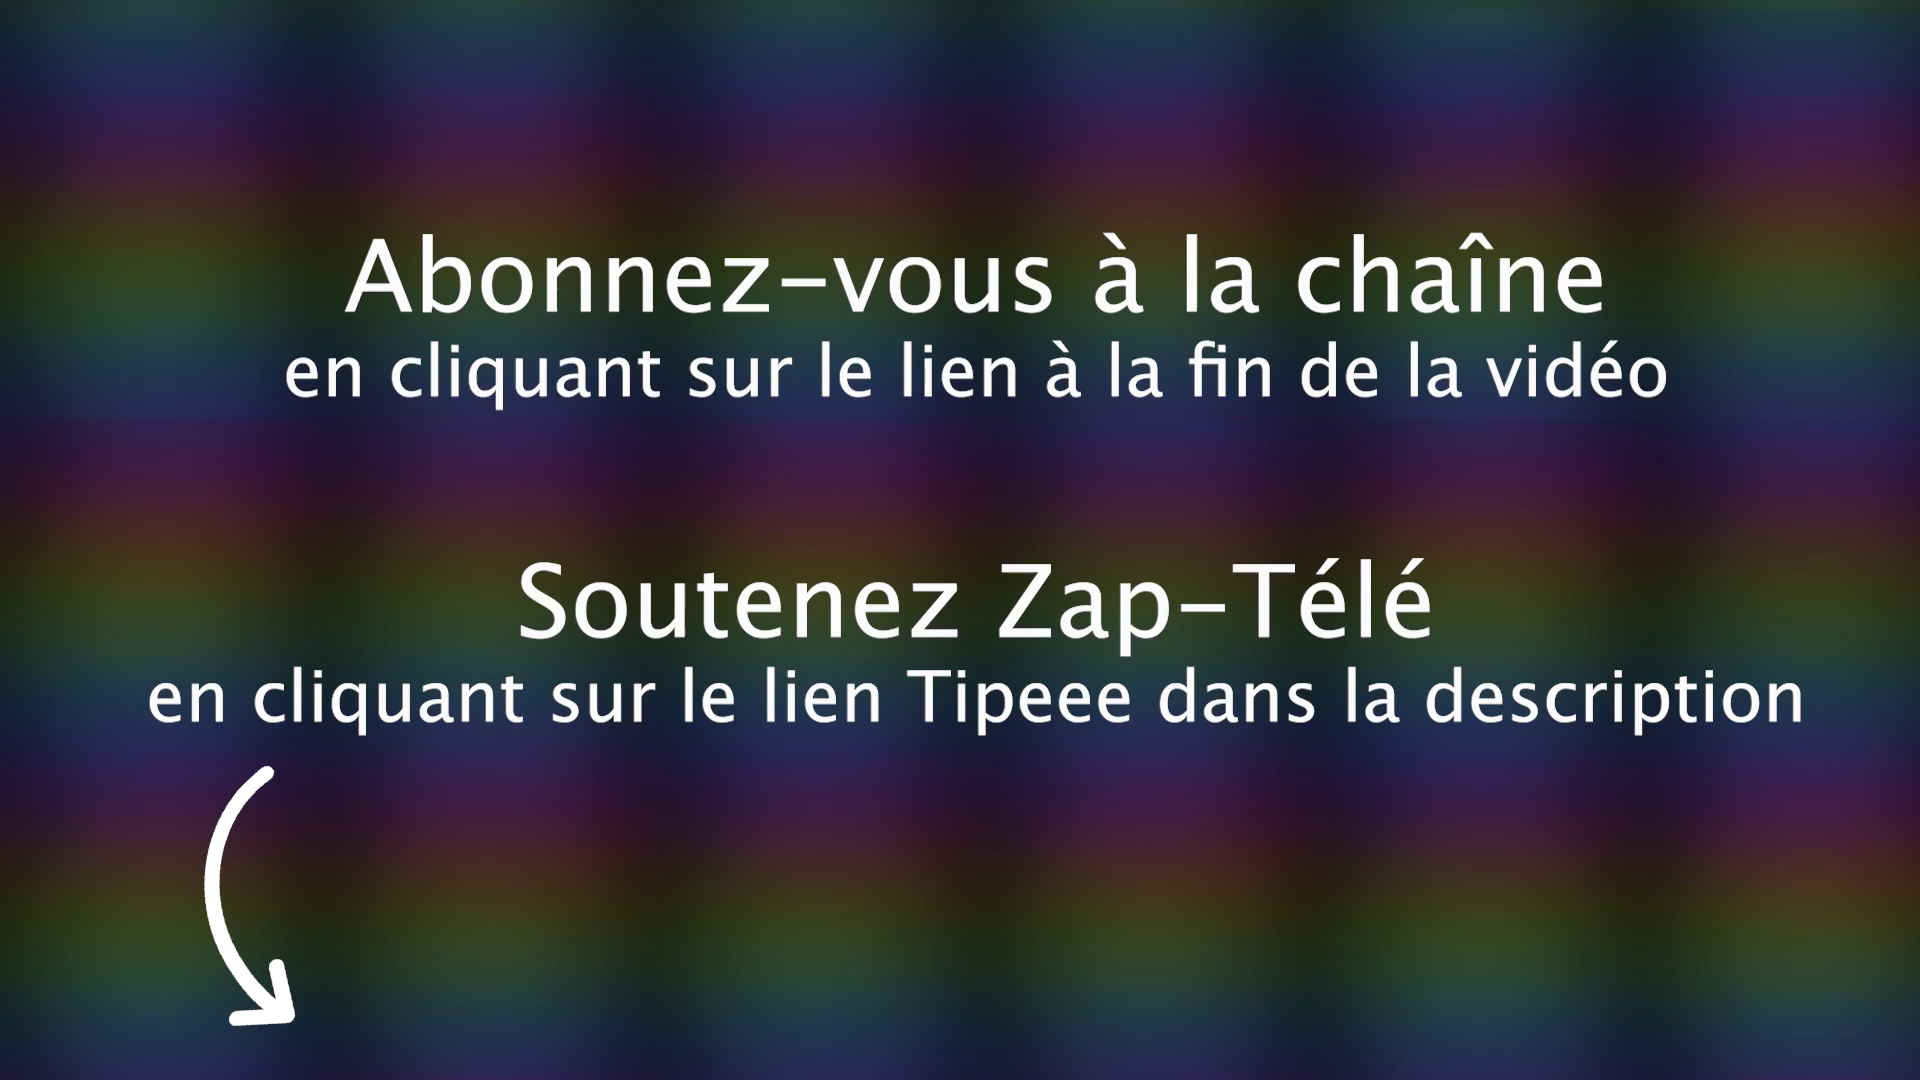 Abonnez-vous à la chaîne
en cliquant sur le lien à la fin de la vidéo
Soutenez Zap-Télé
en cliquant sur le lien Tipeee dans la description